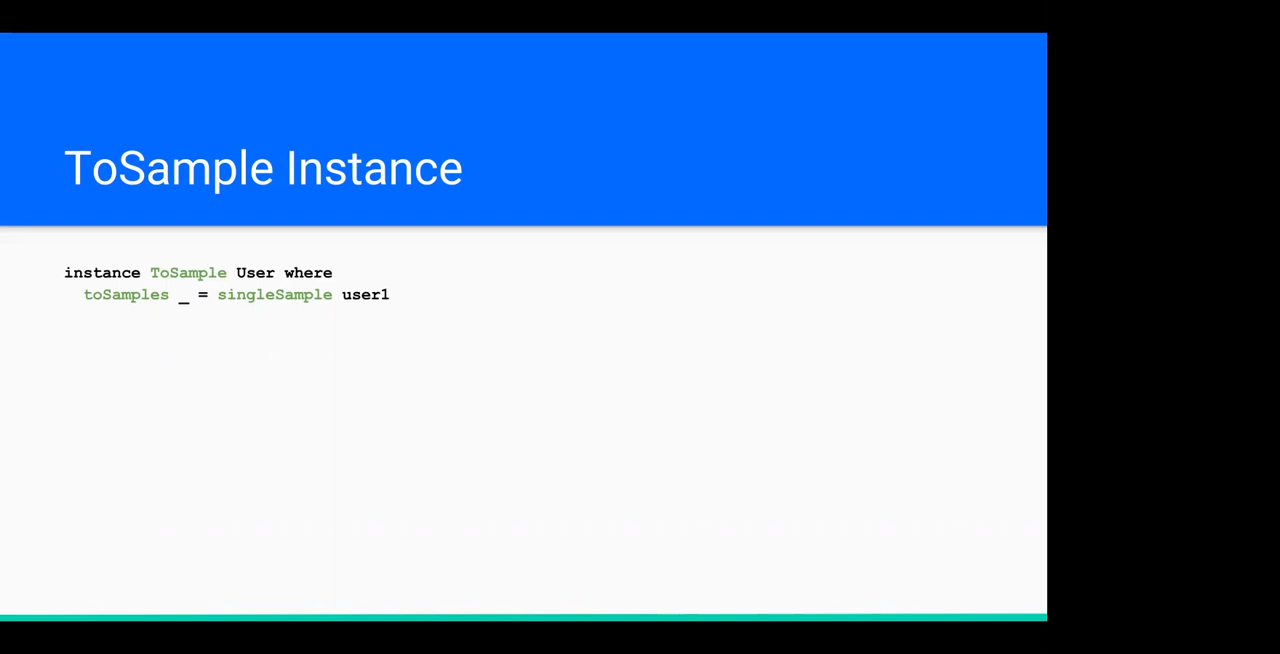 ToSample Instance
instance ToSample User where
toSamples _ = singleSample user1